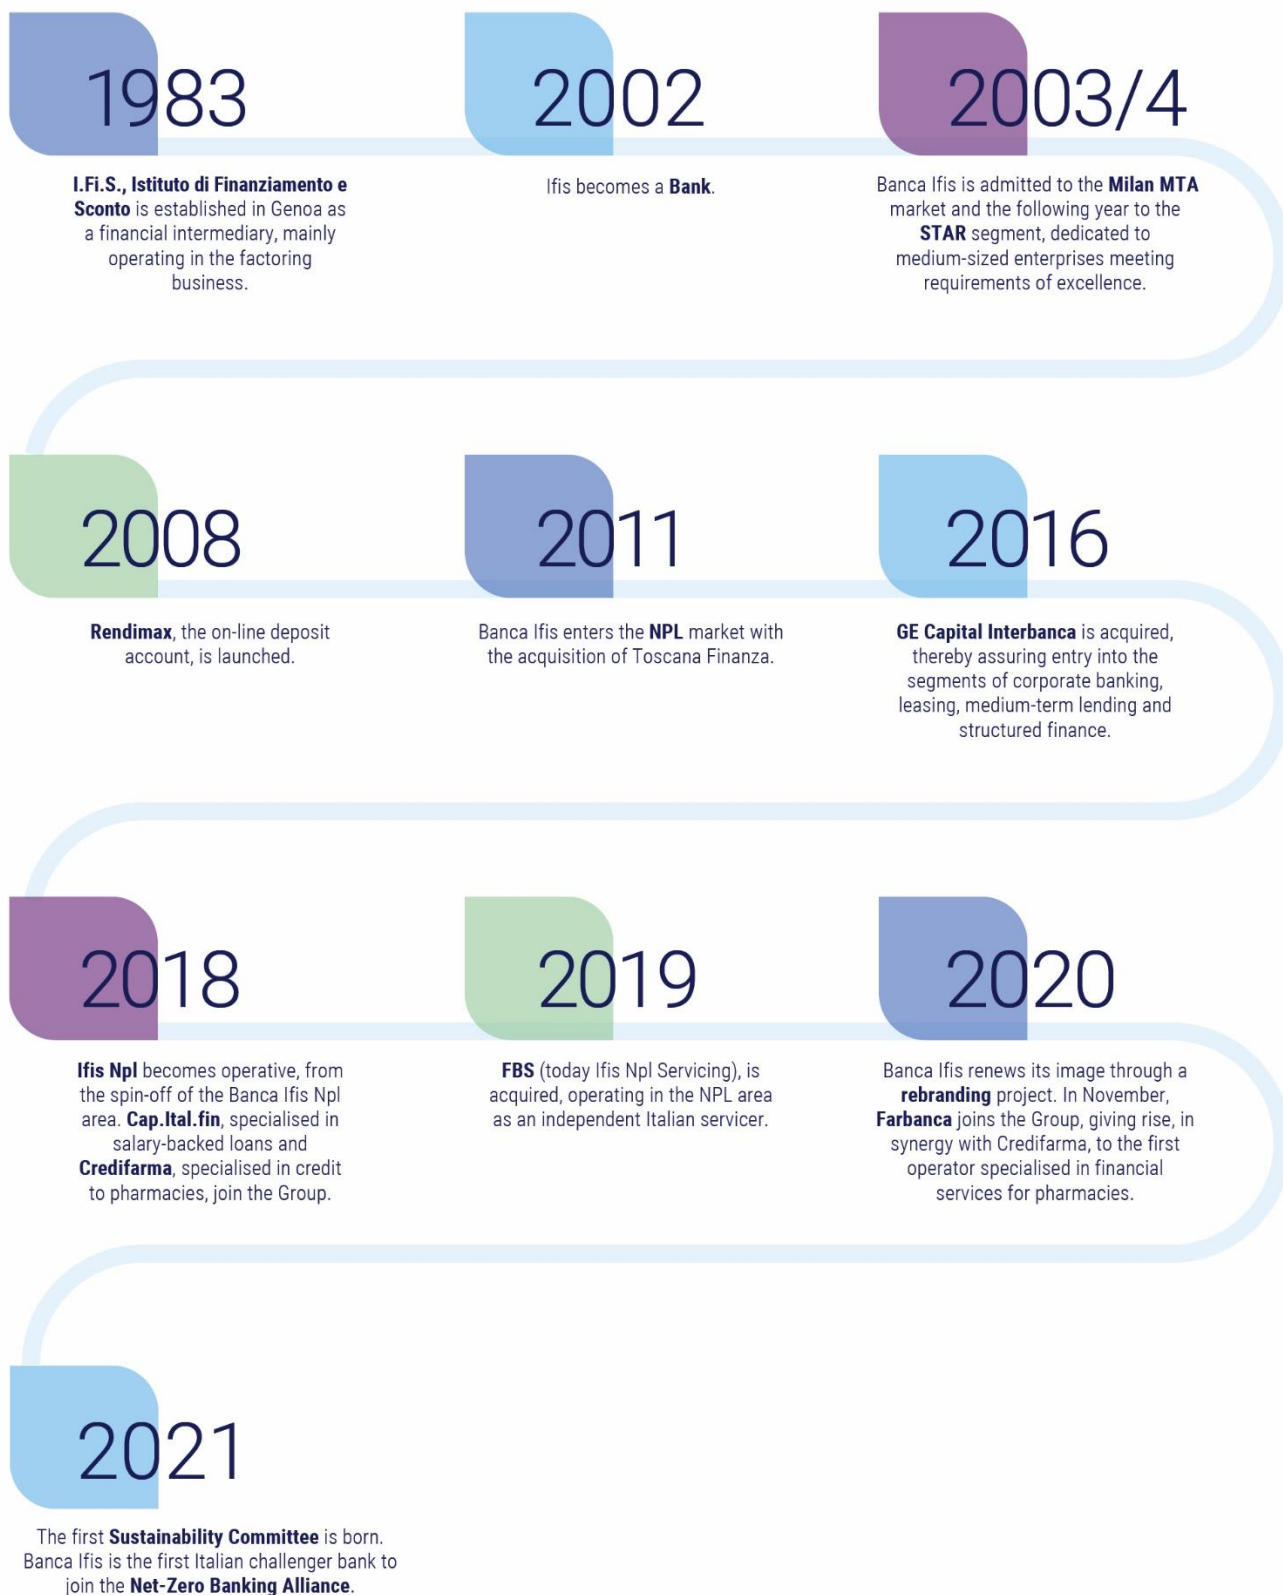 1983
I.Fi.S., Istituto di Finanziamento e
Sconto is established in Genoa as
a financial intermediary, mainly
operating in the factoring
business.
2002
Ifis becomes a Bank.
2003/4
Banca Ifis is admitted to the Milan MTA
market and the following year to the
STAR segment, dedicated to
medium-sized enterprises meeting
requirements of excellence.
2008
Rendimax, the on-line deposit
account, is launched.
2011
Banca Ifis enters the NPL market with
the acquisition of Toscana Finanza.
2016
GE Capital Interbanca is acquired,
thereby assuring entry into the
segments of corporate banking,
leasing, medium-term lending and
structured finance.
2018
Ifis Npl becomes operative, from
the spin-off of the Banca Ifis Npl
area. Cap.Ital.fin, specialised in
salary-backed loans and
Credifarma, specialised in credit
to pharmacies, join the Group.
2019
FBS (today Ifis Npl Servicing), is
acquired, operating in the NPL area
as an independent Italian servicer.
2020
Banca Ifis renews its image through a
rebranding project. In November,
Farbanca joins the Group, giving rise, in
synergy with Credifarma, to the first
operator specialised in financial
services for pharmacies.
2021
The first Sustainability Committee is born.
Banca Ifis is the first Italian challenger bank to
join the Net-Zero Banking Alliance.